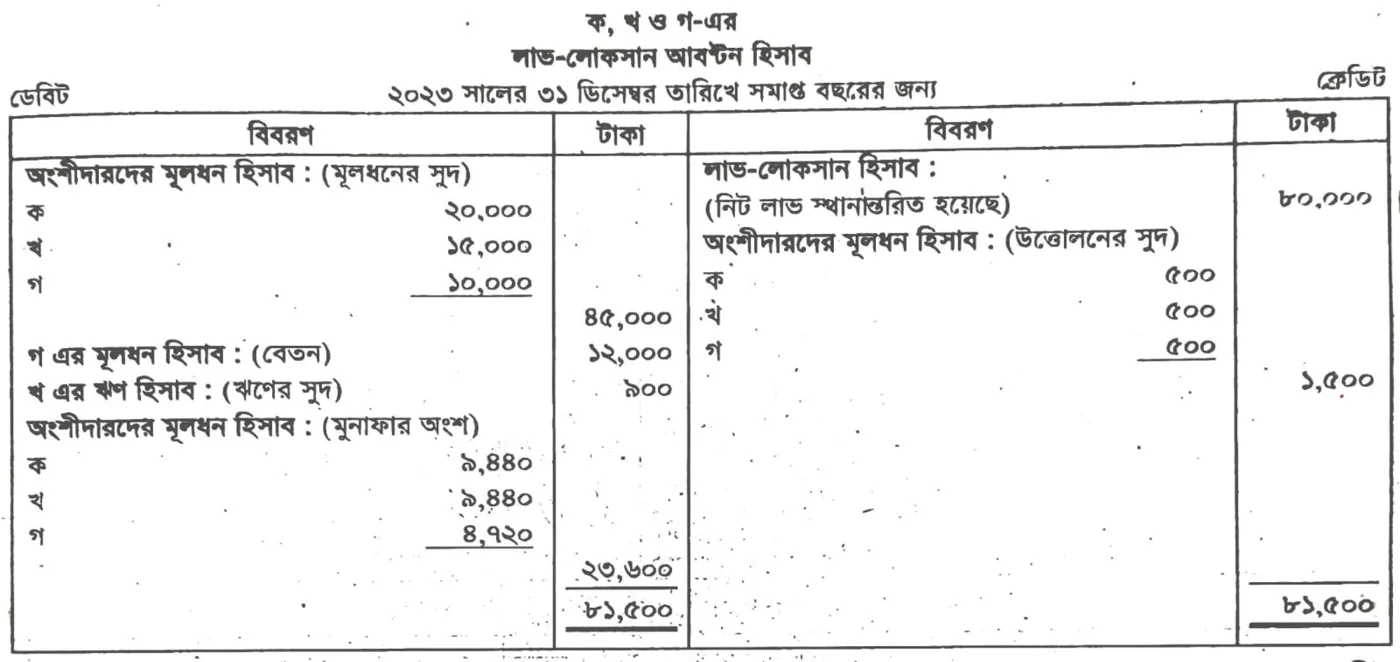 ক, খ ও গ-এর
লাভ-লোকসান আবণ্টন হিসাব
ডেবিট ২০২৩ সালের ৩১ ডিসেম্বর তারিখে সমাপ্ত বছরের জন্য ক্রেডিট
বিবরণ টাকা বিবরণ টাকা
অংশীদারদের মূলধন হিসাব : (মূলধনের সুদ) লাভ-লোকসান হিসাব :
ক ২০,০০০ (নিট লাভ স্থানান্তরিত হয়েছে) ৮০,০০০
খ ১৫,০০০ অংশীদারদের মূলধন হিসাব : (উত্তোলনের সুদ)
গ ১০,০০০ ক ৫০০
৪৫,০০০ খ ৫০০
গ এর মূলধন হিসাব : (বেতন) ১২,০০০ গ ৫০০
খ এর ঋণ হিসাব : (ঋণের সুদ) ৯০০ ১,৫০০
অংশীদারদের মূলধন হিসাব : (মুনাফার অংশ)
ক ৯,৪৪০
খ ৯,৪৪০
গ ৪,৭২০
২৩,৬০০
৮১,৫০০ ৮১,৫০০